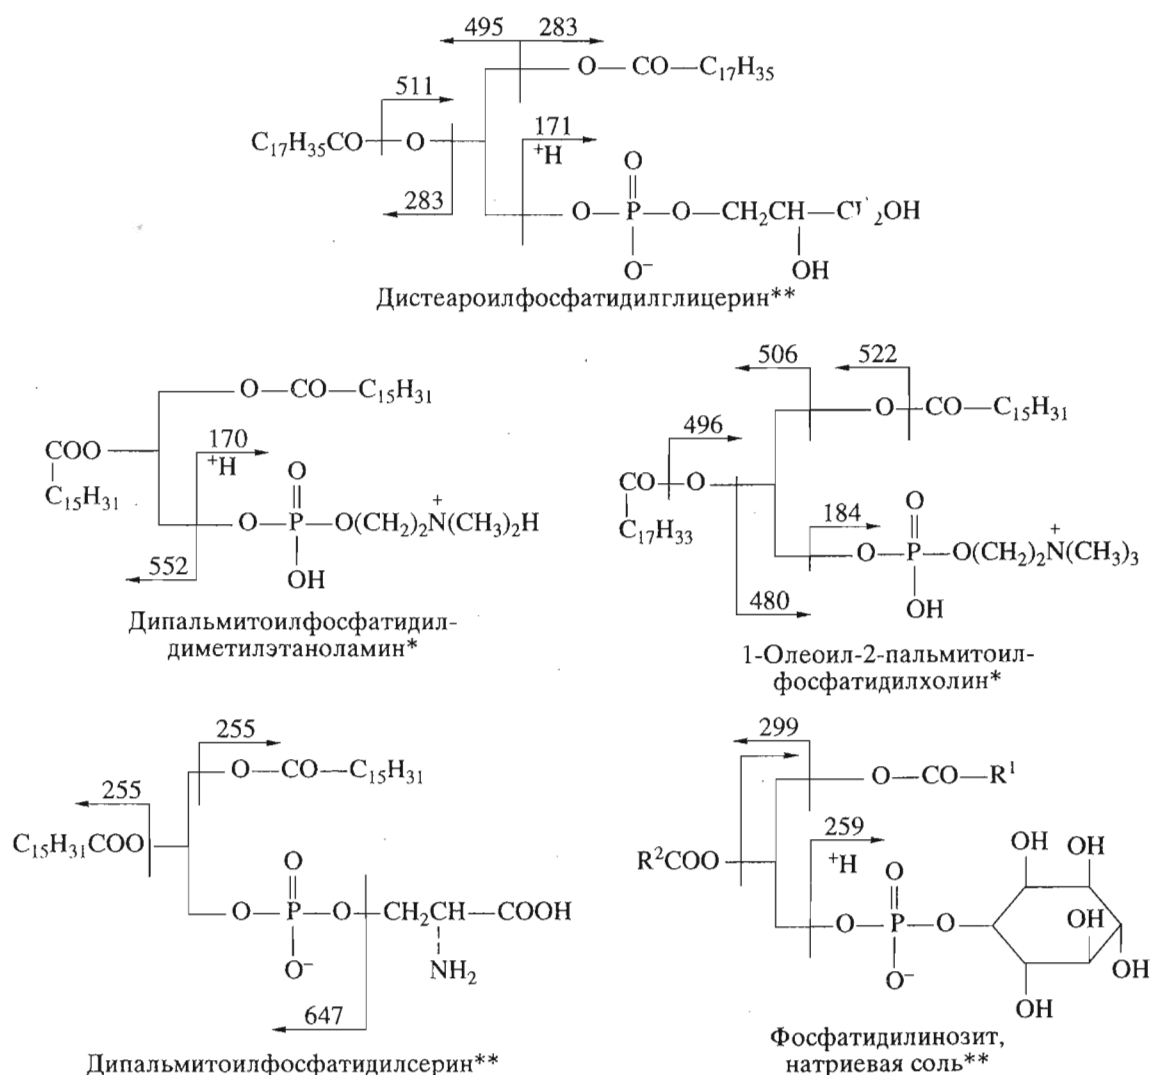 495 283
O—CO—C₁₇H₃₅
511
C₁₇H₃₅CO—O—
171
⁺H
O
283
O—P—O—CH₂CH—C ₂OH
O⁻ OH
Дистеароилфосфатидилглицерин**
O—CO—C₁₅H₃₁
COO
C₁₅H₃₁
170
⁺H
O
O—P—O(CH₂)₂N⁺(CH₃)₂H
552
OH
Дипальмитоилфосфатидил-
диметилэтаноламин*
506 522
O—CO—C₁₅H₃₁
496
CO—O
C₁₇H₃₃
184
O
O—P—O(CH₂)₂N⁺(CH₃)₃
480
OH
1-Олеоил-2-пальмитоил-
фосфатидилхолин*
255
O—CO—C₁₅H₃₁
255
C₁₅H₃₁COO
O
O—P—O—CH₂CH—COOH
O⁻ NH₂
647
Дипальмитоилфосфатидилсерин**
299
O—CO—R¹
259
⁺H
R²COO
OH OH
O
OH
O—P—O
O⁻
OH
OH
Фосфатидилинозит,
натриевая соль**